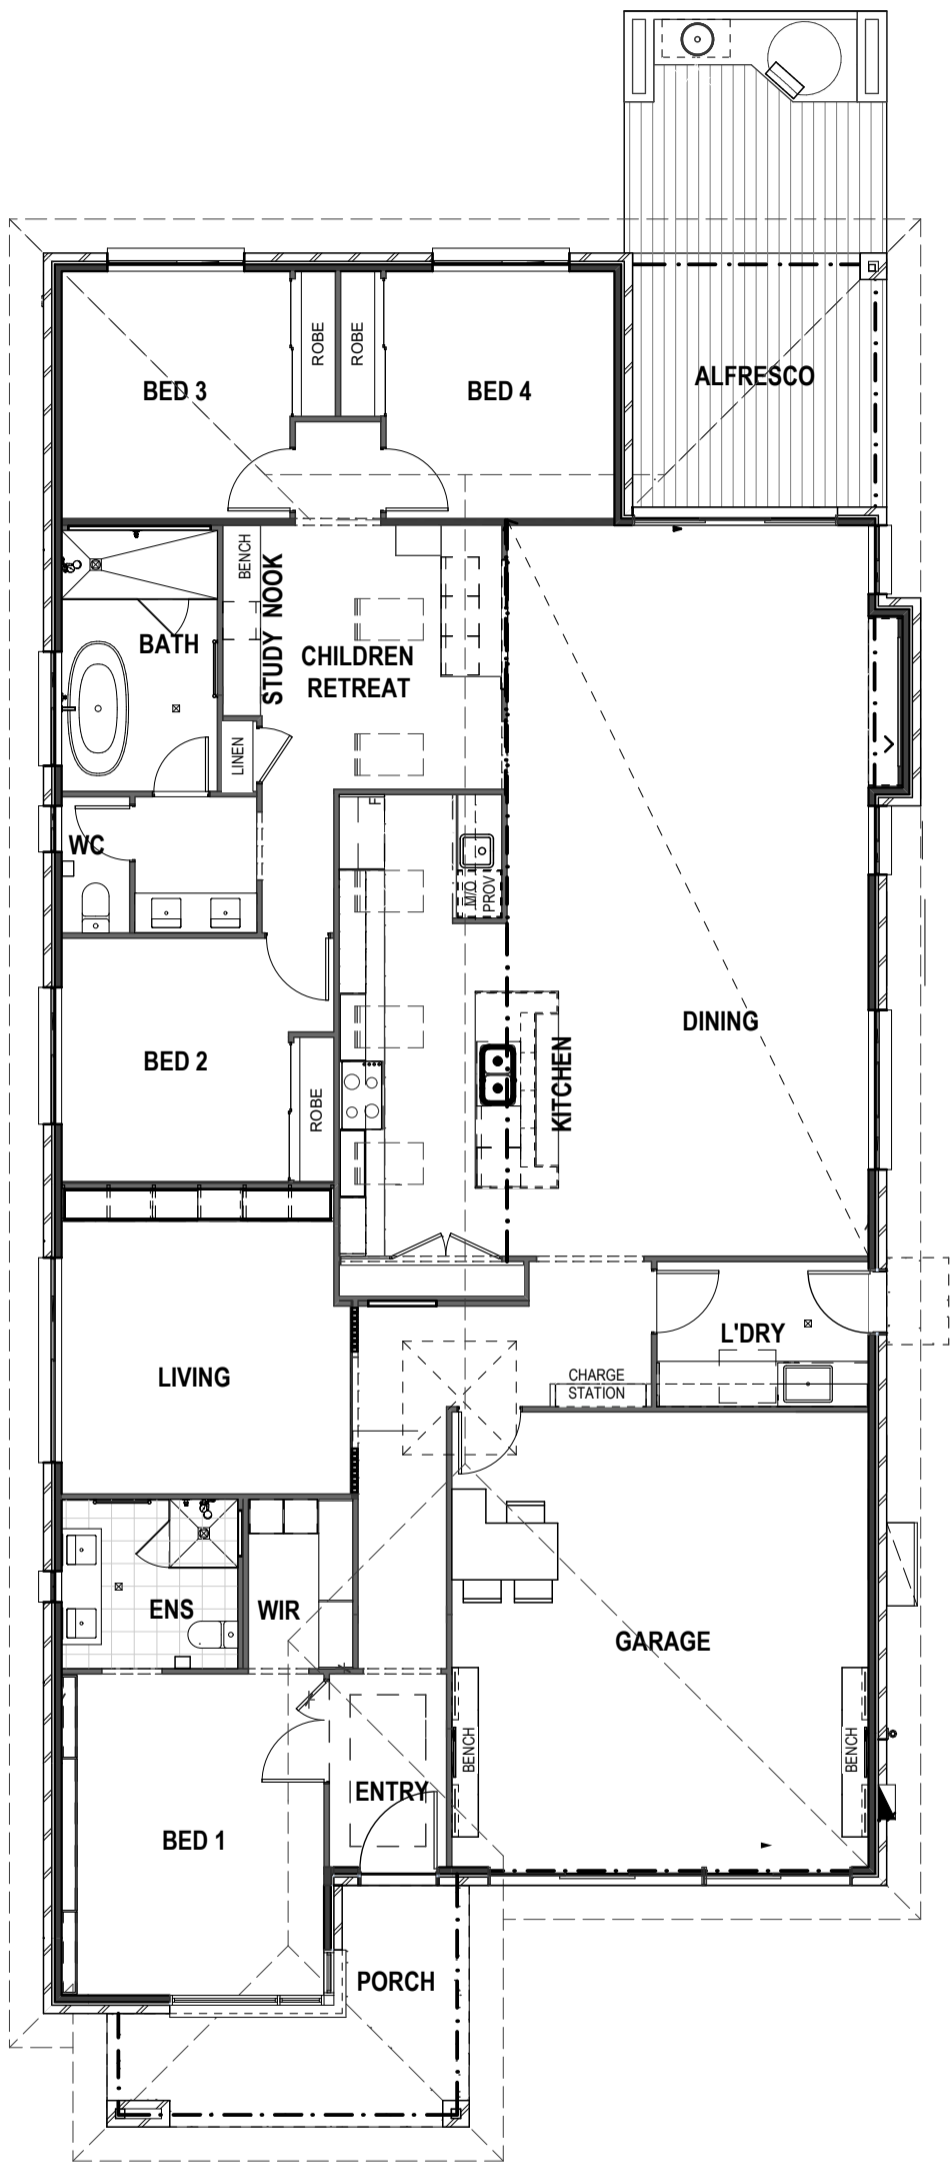 ALFRESCO
BED 3
ROBE
ROBE
BED 4
BENCH
STUDY NOOK
BATH
CHILDREN
RETREAT
LINEN
WC
F
M/O
PROV
DINING
KITCHEN
BED 2
ROBE
L'DRY
LIVING
CHARGE
STATION
ENS
WIR
GARAGE
BENCH
BENCH
ENTRY
BED 1
PORCH